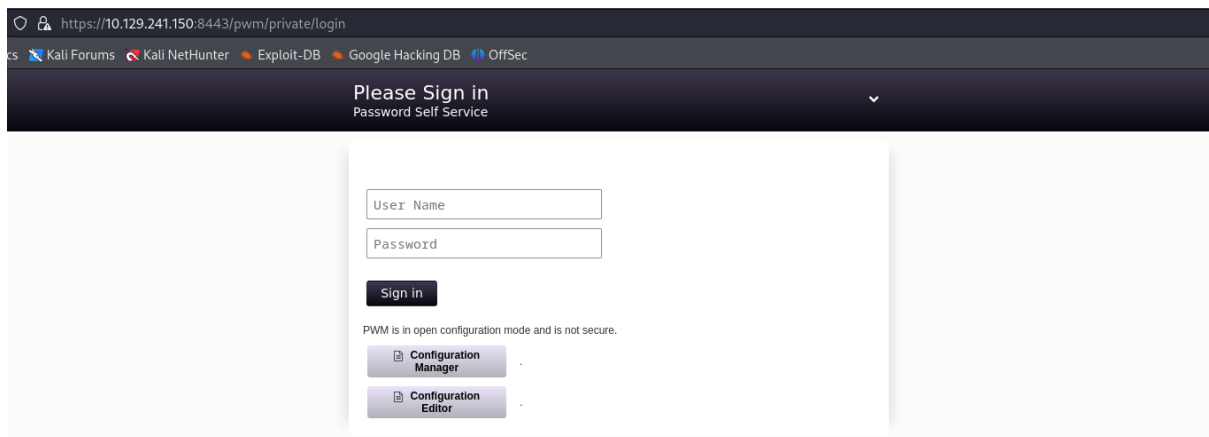 https://10.129.241.150:8443/pwm/private/login
cs Kali Forums Kali NetHunter Exploit-DB Google Hacking DB OffSec
Please Sign in
Password Self Service
User Name
Password
Sign in
PWM is in open configuration mode and is not secure.
Configuration
Manager
.
Configuration
Editor
.